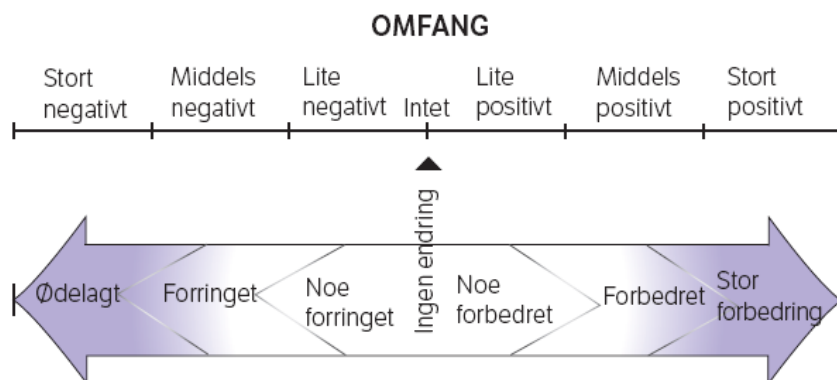 OMFANG
Stort negativt
Middels negativt
Lite negativt
Intet
Lite positivt
Middels positivt
Stort positivt
Ingen endring
Ødelagt
Forringet
Noe forringet
Noe forbedret
Forbedret
Stor forbedring